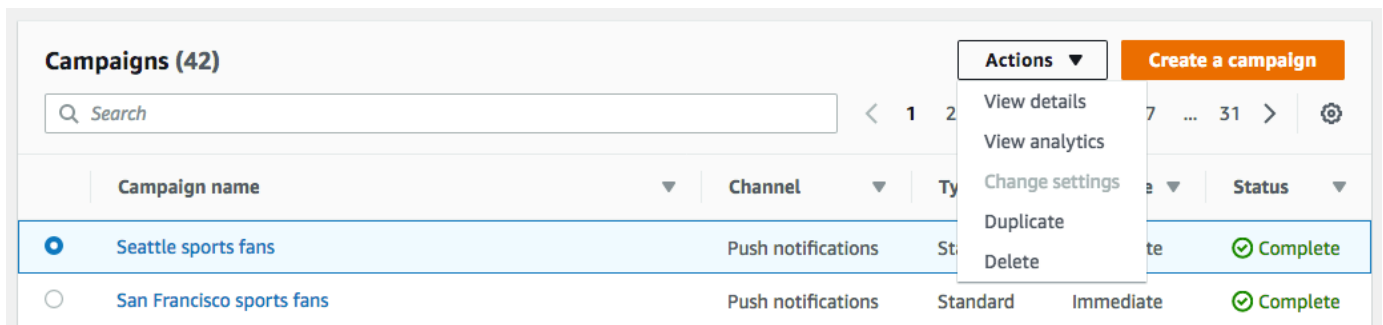 Campaigns (42)
Actions
Create a campaign
Search
1 2 7 ... 31
View details
View analytics
Change settings
Duplicate
Delete
Campaign name
Channel
Status
Seattle sports fans
Push notifications
Complete
San Francisco sports fans
Push notifications
Standard
Immediate
Complete